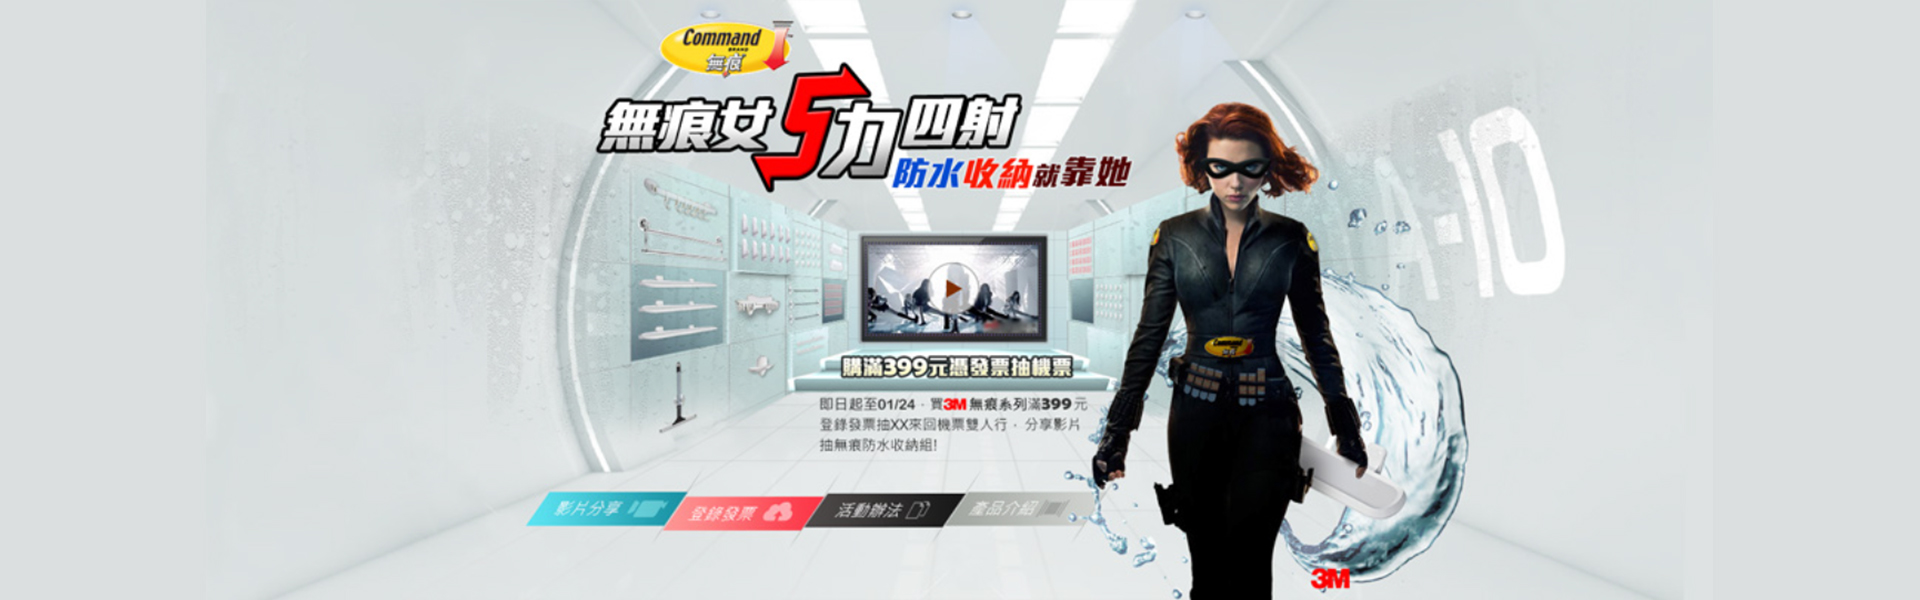 Command
BRAND
無痕
無痕女5力四射
防水收納就靠她
A-10
購滿399元憑發票抽機票
即日起至01/24，買3M無痕系列滿399元
登錄發票抽XX來回機票雙人行，分享影片
抽無痕防水收納組!
影片分享
登錄發票
活動辦法
產品介紹
Command
3M